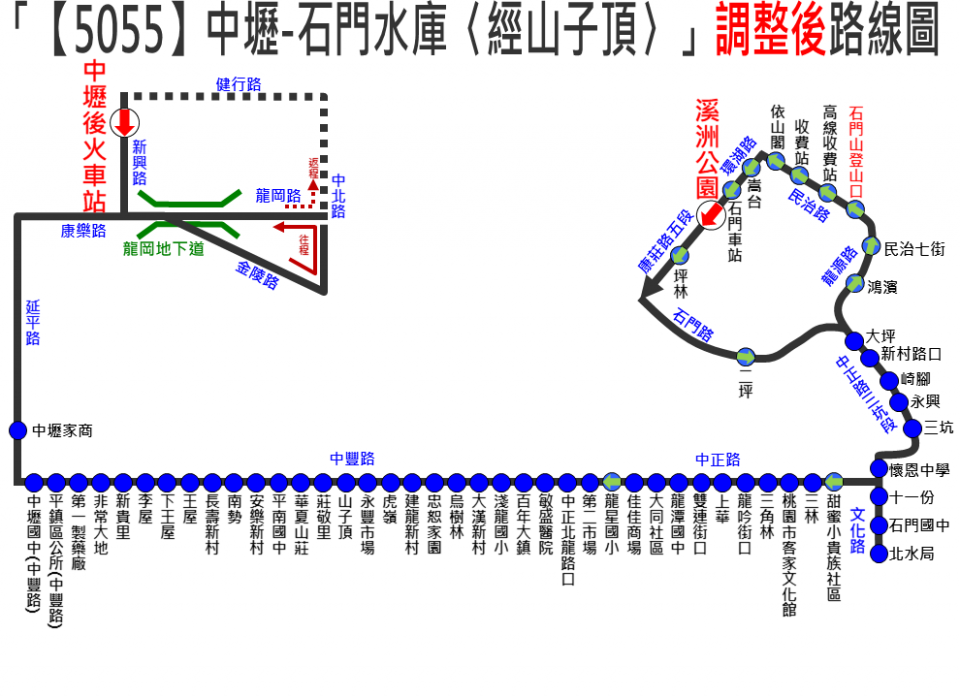 「【5055】中壢-石門水庫〈經山子頂〉」調整後路線圖
中壢後火車站
健行路
新興路
返程
龍岡路
中北路
康樂路
往程
龍岡地下道
金陵路
延平路
中壢家商
溪洲公園
環湖路
依山閣
收費站
高線收費站
石門山登山口
嵩台
民治路
石門車站
康莊路五段
坪林
龍源路
民治七街
鴻濱
石門路
二坪
大坪
新村路口
崎腳
永興
三坑
中正路三坑段
中豐路
中正路
懷恩中學
十一份
石門國中
北水局
文化路
中壢國中(中豐路)
平鎮區公所(中豐路)
第一製藥廠
非常大地
新貴里
李屋
下王屋
王屋
長壽新村
南勢
安樂新村
平南國中
華夏山莊
莊敬里
山子頂
永豐市場
虎嶺
建龍新村
忠恕家園
烏樹林
大漢新村
淩龍國小
百年大鎮
敏盛醫院
中正北龍路口
第二市場
龍星國小
佳佳商場
大同社區
龍潭國中
雙連街口
上華
龍吟街口
三角林
桃園市客家文化館
三林
甜蜜小貴族社區